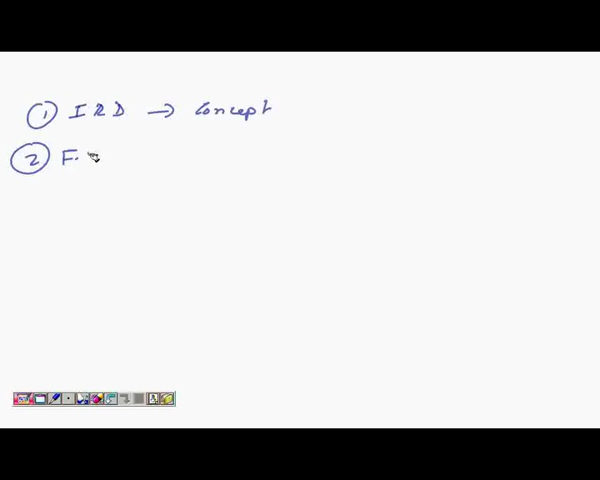 ① IRD → Concept
② F.